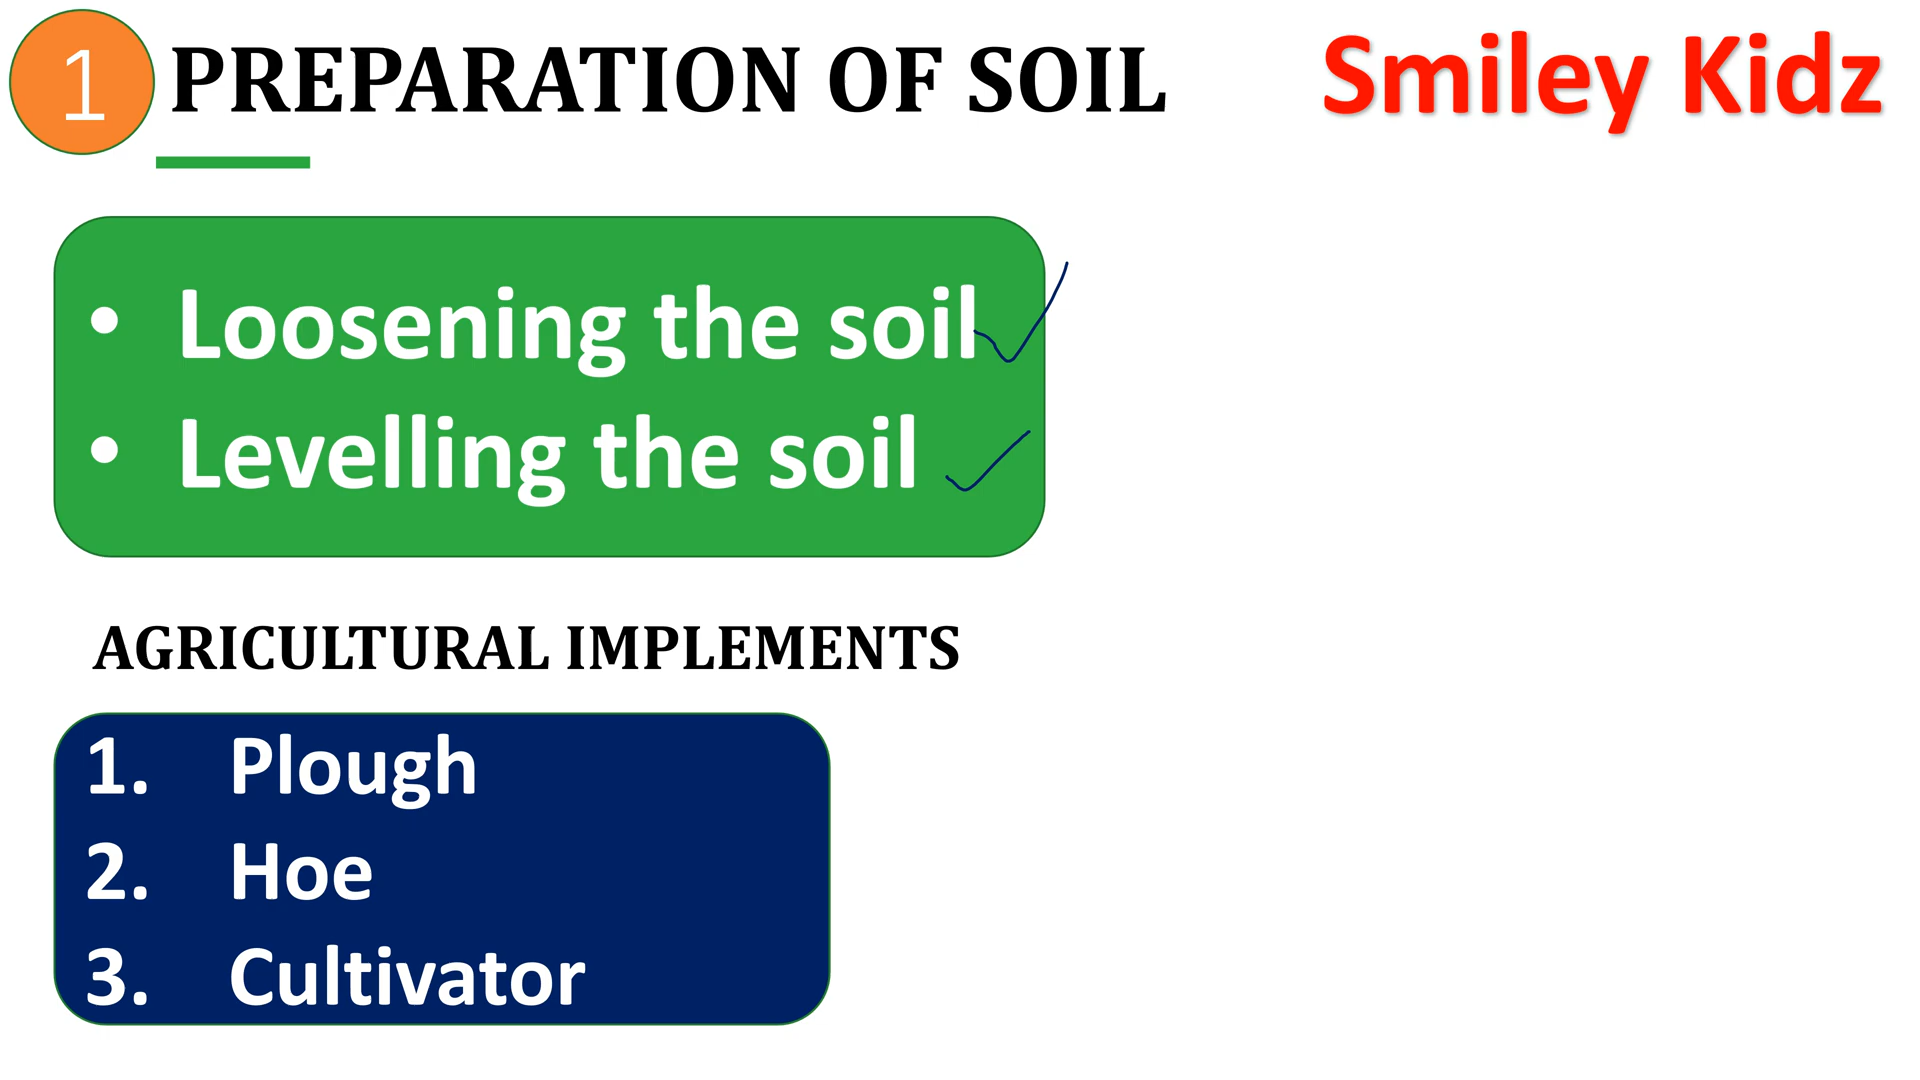 1 PREPARATION OF SOIL
Smiley Kidz
• Loosening the soil
• Levelling the soil
AGRICULTURAL IMPLEMENTS
1. Plough
2. Hoe
3. Cultivator